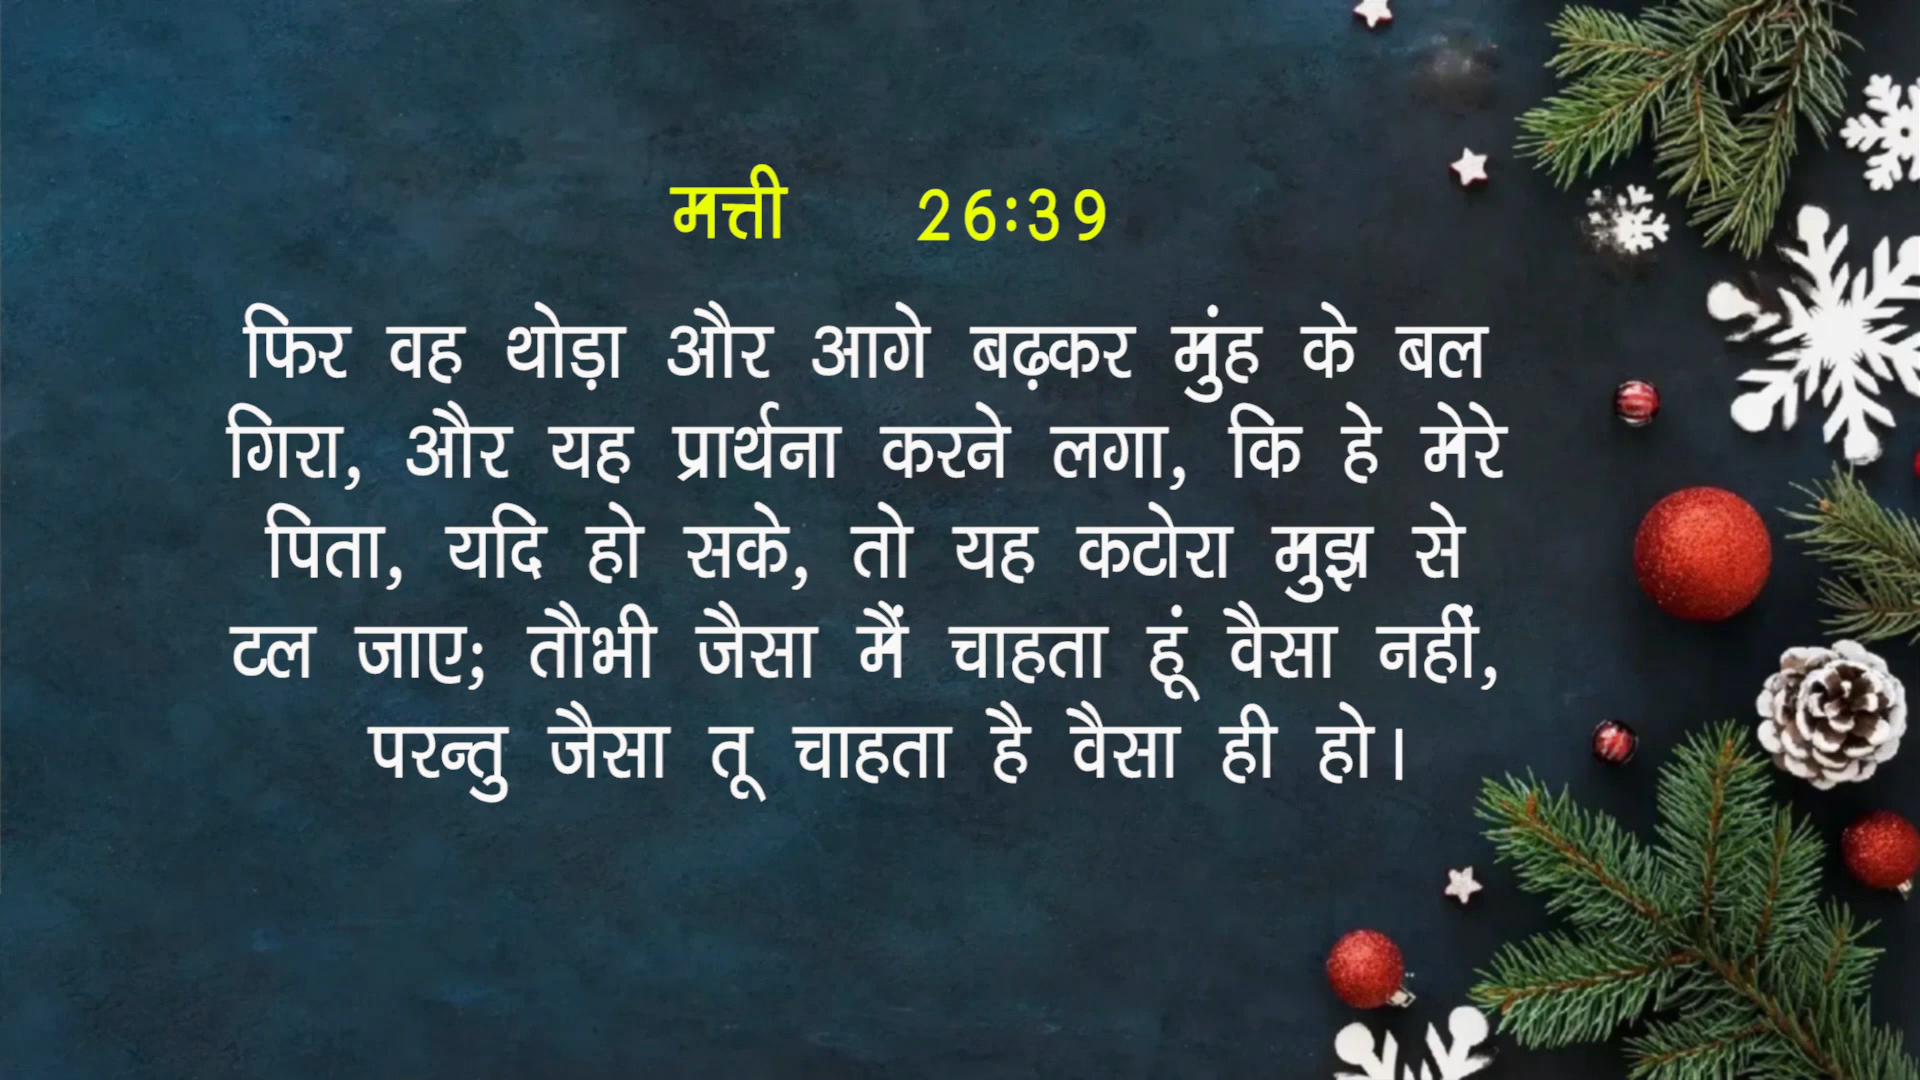 मत्ती 26:39
फिर वह थोड़ा और आगे बढ़कर मुंह के बल
गिरा, और यह प्रार्थना करने लगा, कि हे मेरे
पिता, यदि हो सके, तो यह कटोरा मुझ से
टल जाए; तौभी जैसा मैं चाहता हूं वैसा नहीं,
परन्तु जैसा तू चाहता है वैसा ही हो।